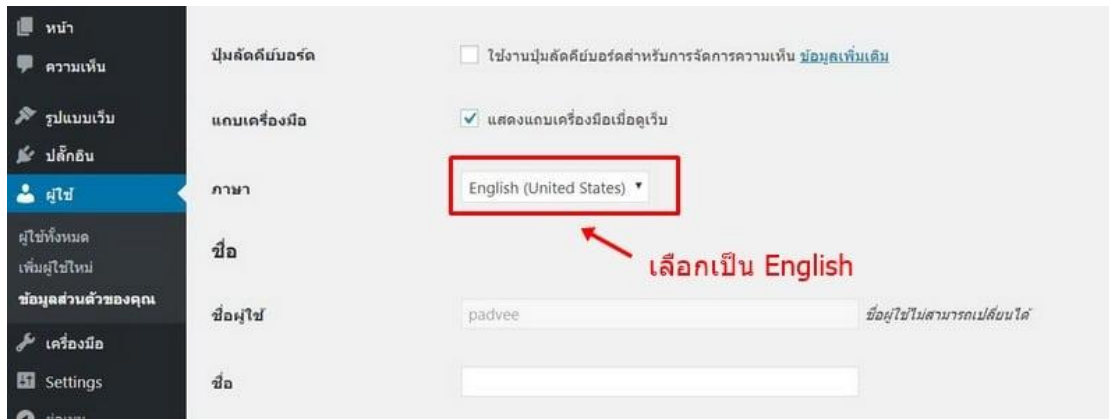 หน้า
ความเห็น
รูปแบบเว็บ
ปลั๊กอิน
ผู้ใช้
ผู้ใช้ทั้งหมด
เพิ่มผู้ใช้ใหม่
ข้อมูลส่วนตัวของคุณ
เครื่องมือ
Settings
ปุ่มลัดคีย์บอร์ด
ใช้งานปุ่มลัดคีย์บอร์ดสำหรับการจัดการความเห็น ข้อมูลเพิ่มเติม
แถบเครื่องมือ
แสดงแถบเครื่องมือเมื่อดูเว็บ
ภาษา
English (United States)
เลือกเป็น English
ชื่อ
ชื่อผู้ใช้
padvee
ชื่อผู้ใช้ไม่สามารถเปลี่ยนได้
ชื่อ